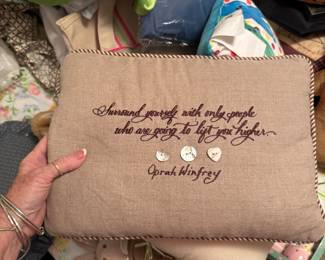 Surround yourself with only people
who are going to lift you higher.
Oprah Winfrey